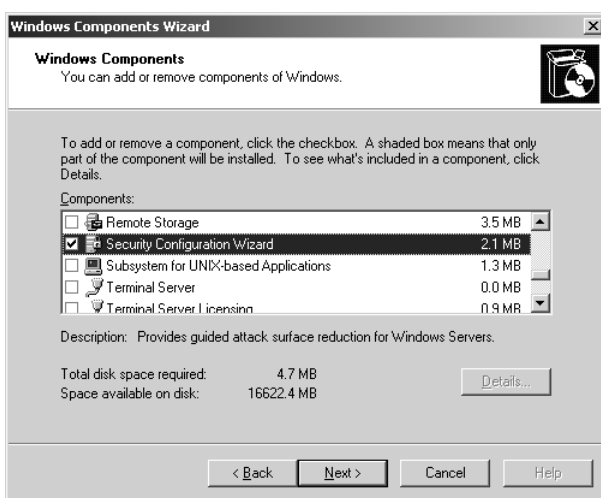 Windows Components Wizard
Windows Components
You can add or remove components of Windows.
To add or remove a component, click the checkbox. A shaded box means that only
part of the component will be installed. To see what's included in a component, click
Details.
Components:
Remote Storage 3.5 MB
Security Configuration Wizard 2.1 MB
Subsystem for UNIX-based Applications 1.3 MB
Terminal Server 0.0 MB
Terminal Server Licensing 0.9 MB
Description: Provides guided attack surface reduction for Windows Servers.
Total disk space required: 4.7 MB
Space available on disk: 16622.4 MB
Details...
< Back Next > Cancel Help